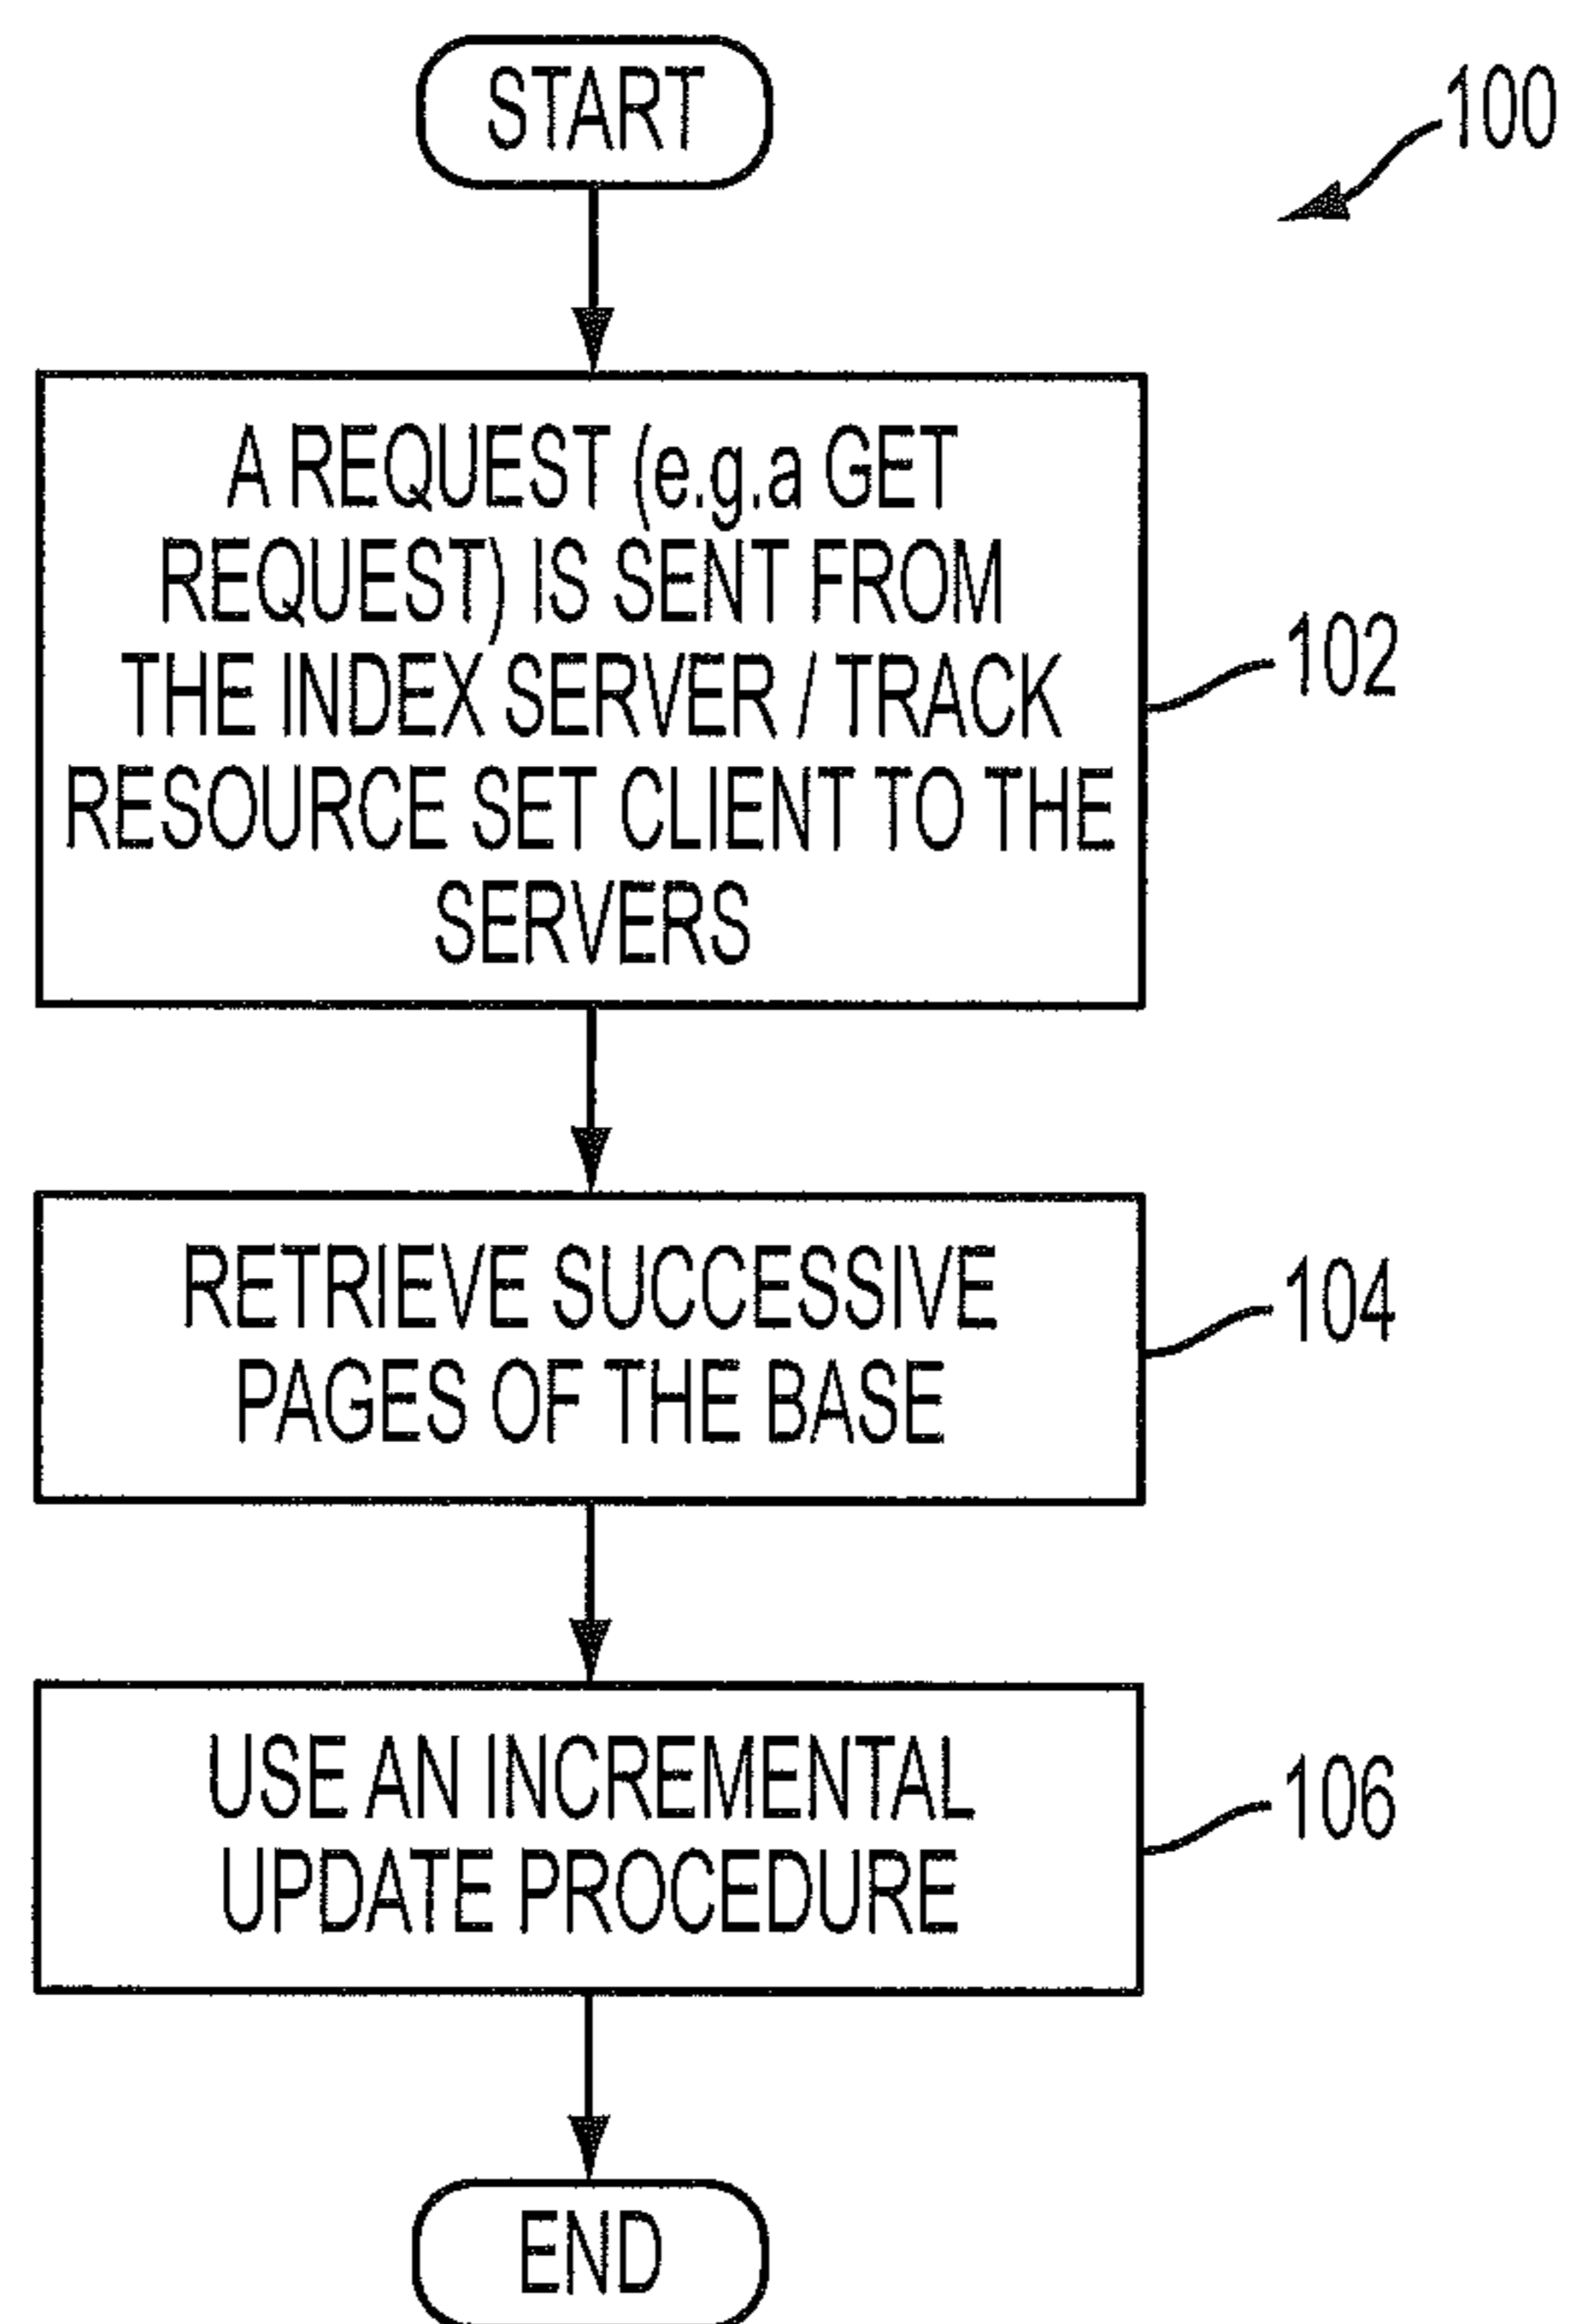 START
100
A REQUEST (e.g.a GET
REQUEST) IS SENT FROM
THE INDEX SERVER / TRACK
RESOURCE SET CLIENT TO THE
SERVERS
102
RETRIEVE SUCCESSIVE
PAGES OF THE BASE
104
USE AN INCREMENTAL
UPDATE PROCEDURE
106
END